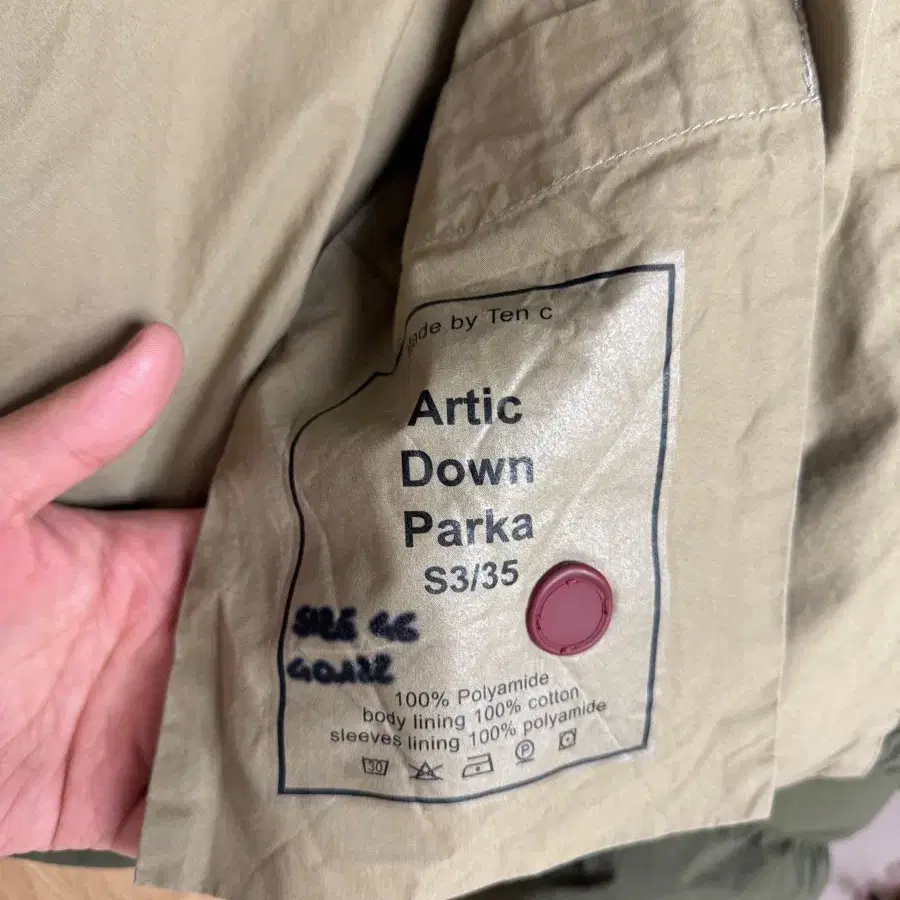 Made by Ten c
Artic
Down
Parka
S3/35
SIZE 46
100% Polyamide
body lining 100% cotton
sleeves lining 100% polyamide
30 P